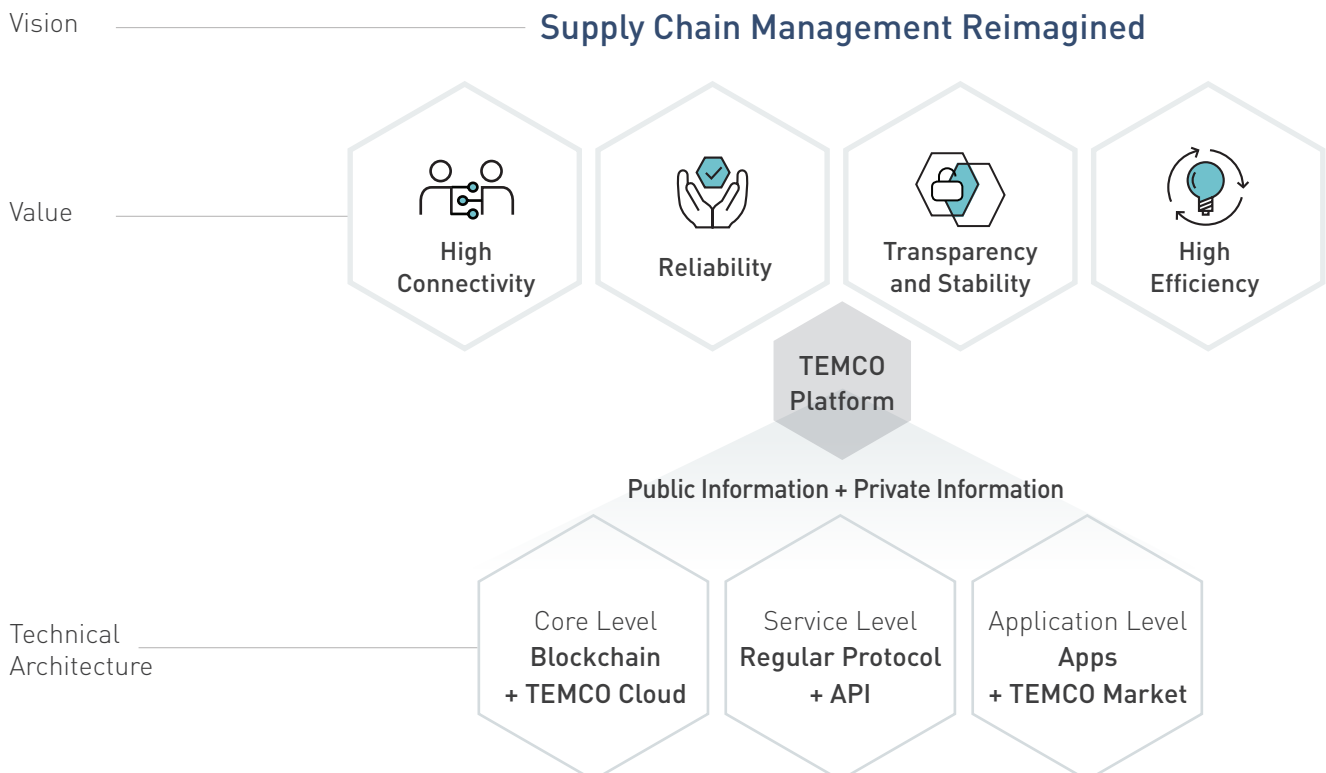 Vision
Supply Chain Management Reimagined
Value
High
Connectivity
Reliability
Transparency
and Stability
High
Efficiency
TEMCO
Platform
Public Information + Private Information
Technical
Architecture
Core Level
Blockchain
+ TEMCO Cloud
Service Level
Regular Protocol
+ API
Application Level
Apps
+ TEMCO Market